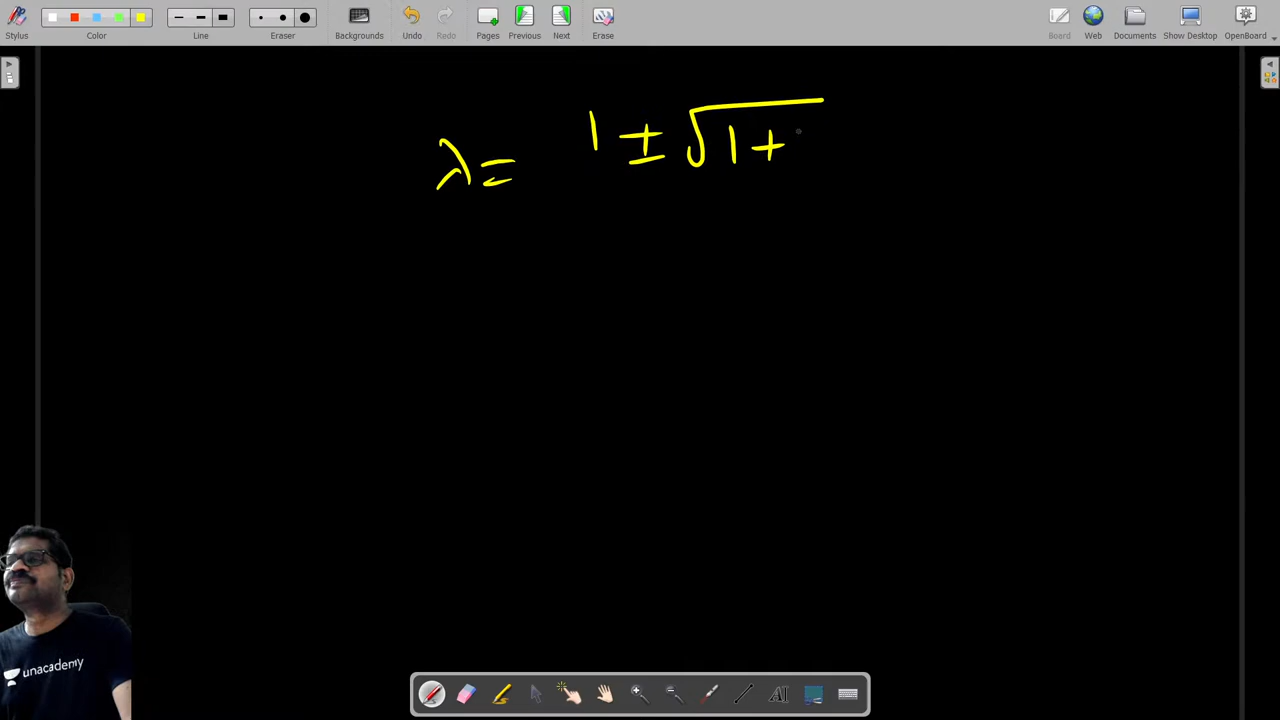 Stylus
Color
Line
Eraser
Backgrounds
Undo
Redo
Pages
Previous
Next
Erase
Board
Web
Documents
Show Desktop
OpenBoard
λ = 1 ± √1 +
unacademy
AI